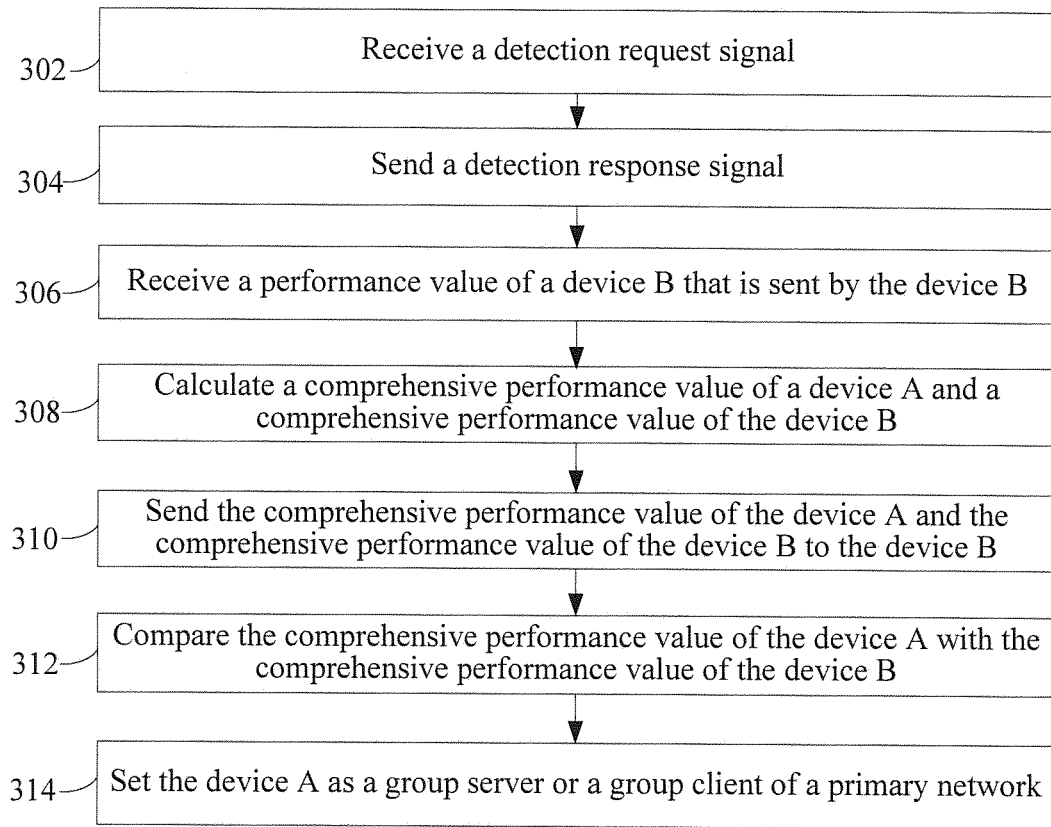 302
Receive a detection request signal
304
Send a detection response signal
306
Receive a performance value of a device B that is sent by the device B
308
Calculate a comprehensive performance value of a device A and a
comprehensive performance value of the device B
310
Send the comprehensive performance value of the device A and the
comprehensive performance value of the device B to the device B
312
Compare the comprehensive performance value of the device A with the
comprehensive performance value of the device B
314
Set the device A as a group server or a group client of a primary network